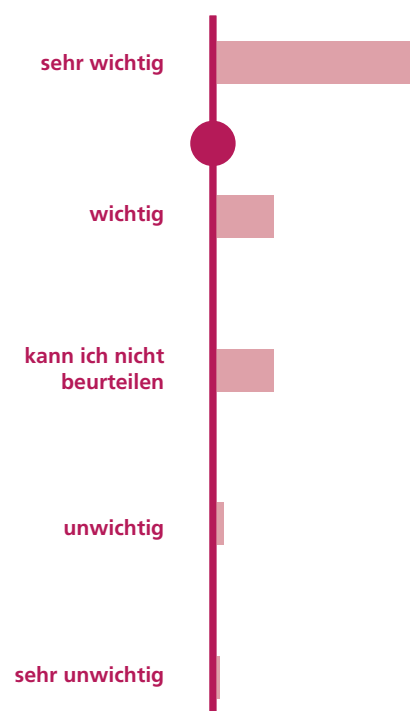 sehr wichtig
wichtig
kann ich nicht
beurteilen
unwichtig
sehr unwichtig